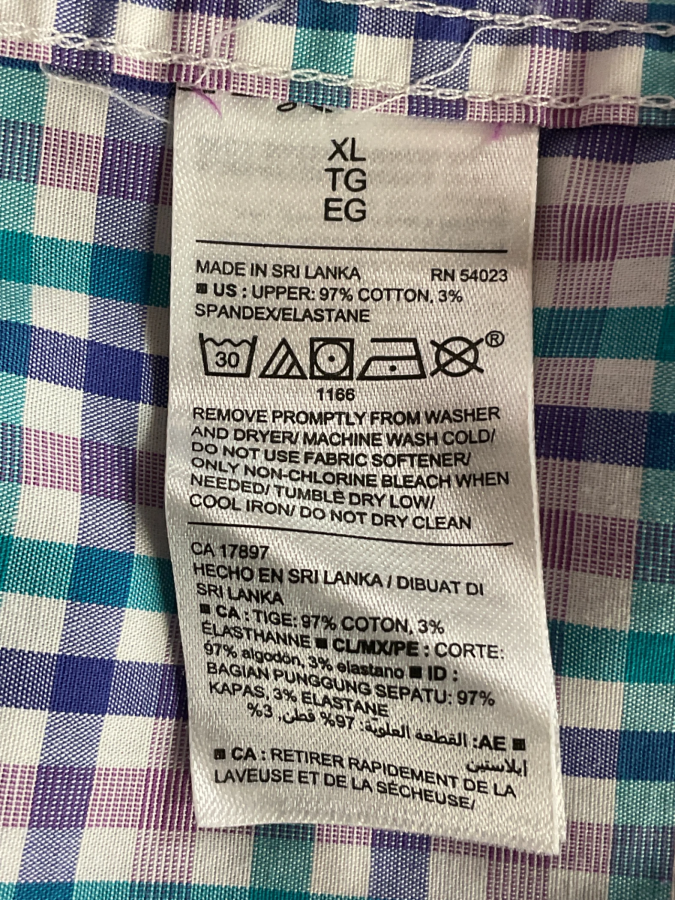 XL
TG
EG
MADE IN SRI LANKA RN 54023
US : UPPER: 97% COTTON, 3%
SPANDEX/ELASTANE
30
®
1166
REMOVE PROMPTLY FROM WASHER
AND DRYER/ MACHINE WASH COLD/
DO NOT USE FABRIC SOFTENER/
ONLY NON-CHLORINE BLEACH WHEN
NEEDED/ TUMBLE DRY LOW/
COOL IRON/ DO NOT DRY CLEAN
CA 17897
HECHO EN SRI LANKA / DIBUAT DI
SRI LANKA
CA : TIGE: 97% COTON, 3%
ÉLASTHANNE ■ CL/MX/PE : CORTE:
97% algodón, 3% elastano ■ ID :
BAGIAN PUNGGUNG SEPATU: 97%
KAPAS, 3% ELASTANE
■ AE: القطعة العلويّة: 97% قطن, 3%
ايلاستين
■ CA : RETIRER RAPIDEMENT DE LA
LAVEUSE ET DE LA SÉCHEUSE/